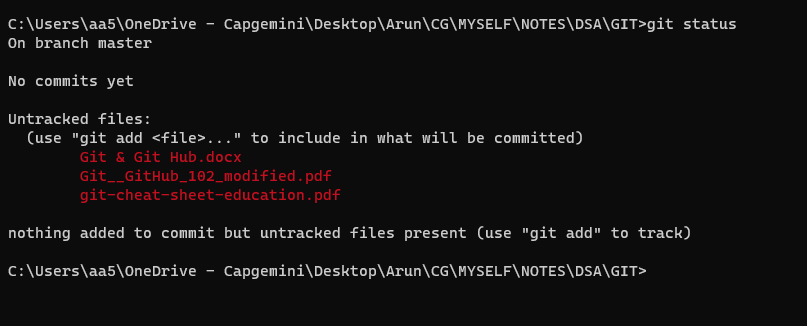 C:\Users\aa5\OneDrive - Capgemini\Desktop\Arun\CG\MYSELF\NOTES\DSA\GIT>git status
On branch master
No commits yet
Untracked files:
(use "git add <file>..." to include in what will be committed)
Git & Git Hub.docx
Git__GitHub_102_modified.pdf
git-cheat-sheet-education.pdf
nothing added to commit but untracked files present (use "git add" to track)
C:\Users\aa5\OneDrive - Capgemini\Desktop\Arun\CG\MYSELF\NOTES\DSA\GIT>